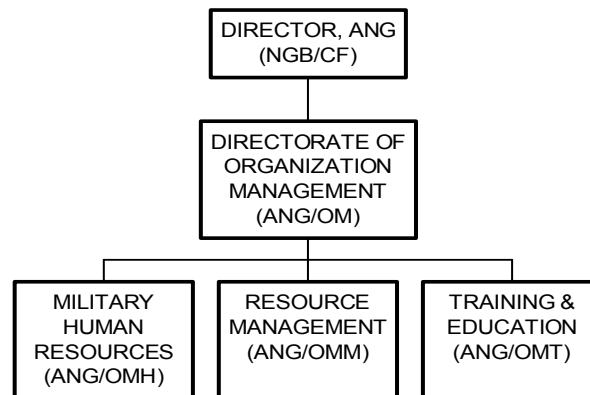 DIRECTOR, ANG
(NGB/CF)
DIRECTORATE OF
ORGANIZATION
MANAGEMENT
(ANG/OM)
MILITARY
HUMAN
RESOURCES
(ANG/OMH)
RESOURCE
MANAGEMENT
(ANG/OMM)
TRAINING &
EDUCATION
(ANG/OMT)